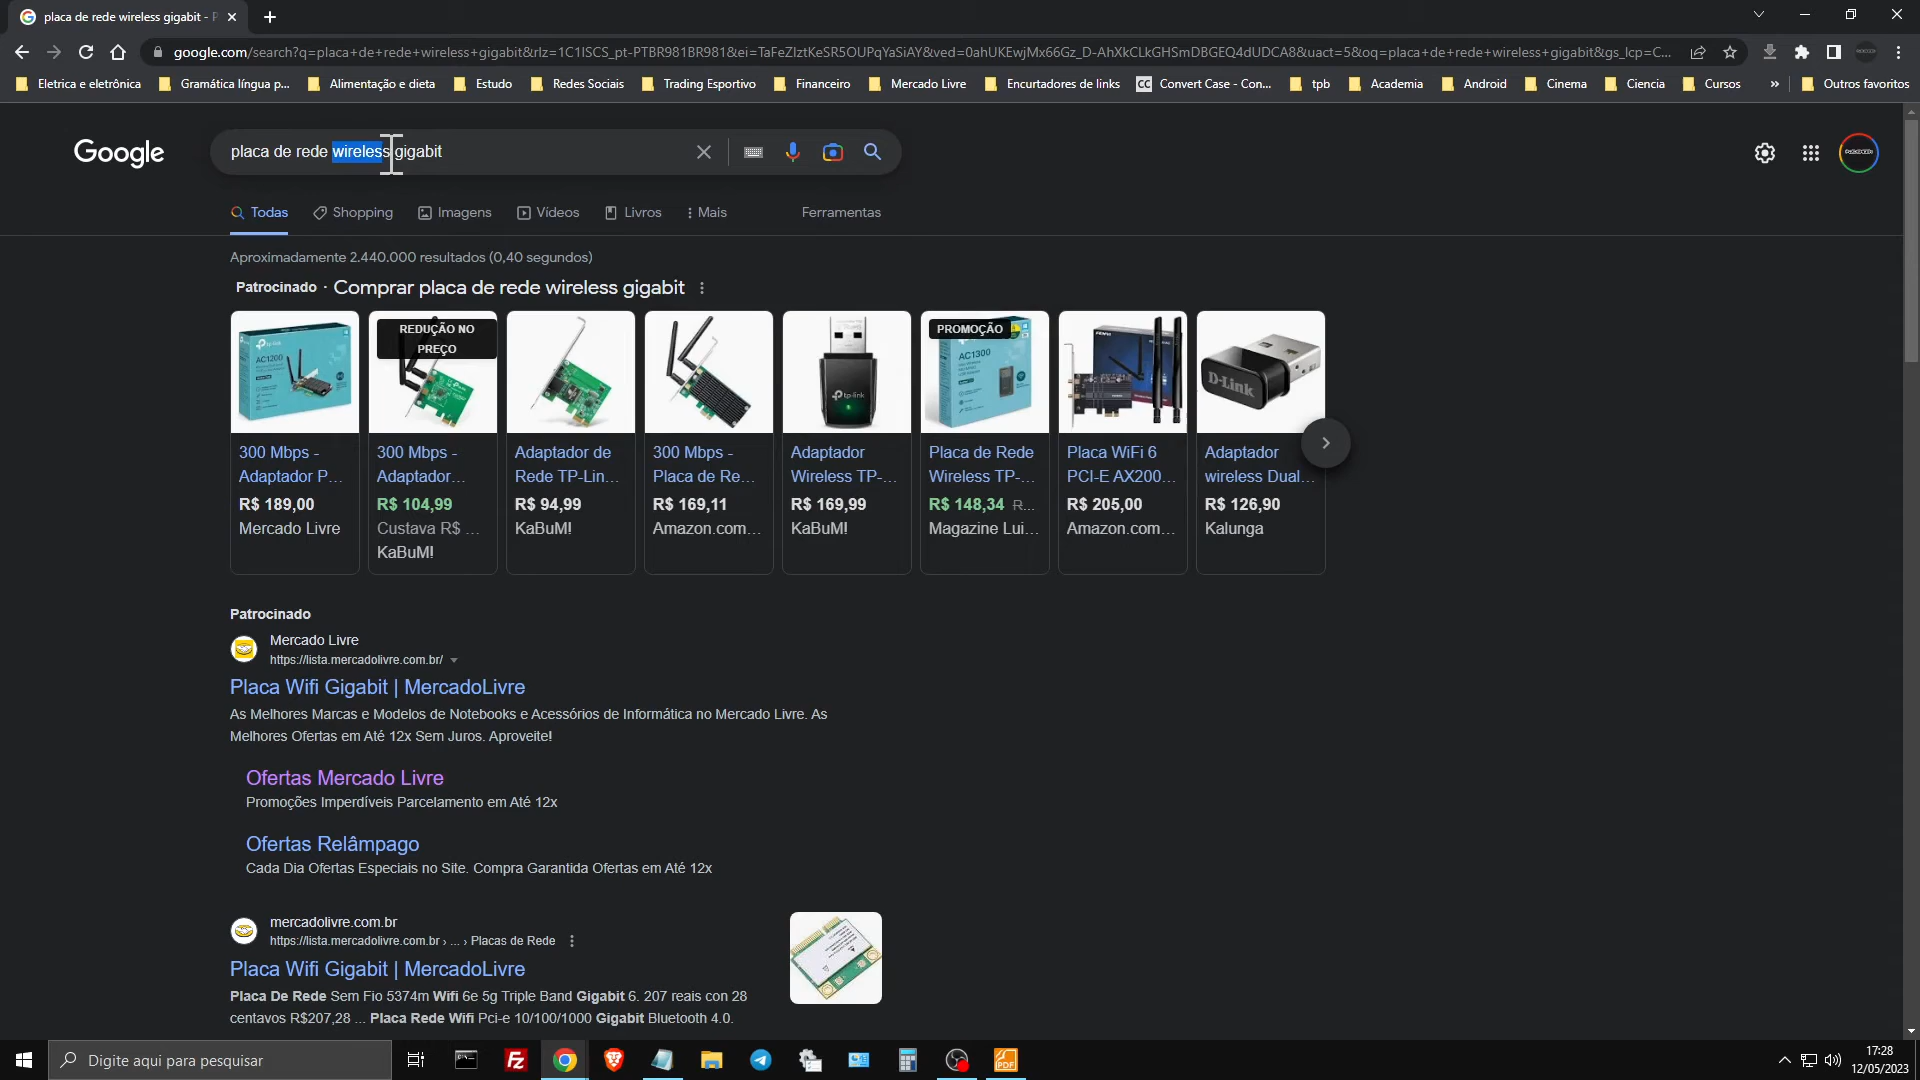 placa de rede wireless gigabit - P
google.com/search?q=placa+de+rede+wireless+gigabit&rlz=1C1ISCS_pt-PTBR981BR981&ei=TaFeZIztKeSR5OUPqYaSiAY&ved=0ahUKEwjMx66Gz_D-AhXkCLkGHSmDBGEQ4dUDCA8&uact=5&oq=placa+de+rede+wireless+gigabit&gs_lcp=C...
Eletrica e eletrônica
Gramática língua p...
Alimentação e dieta
Estudo
Redes Sociais
Trading Esportivo
Financeiro
Mercado Livre
Encurtadores de links
CC Convert Case - Con...
tpb
Academia
Android
Cinema
Ciencia
Cursos
»
Outros favoritos
Google
placa de rede wireless gigabit
Todas
Shopping
Imagens
Vídeos
Livros
Mais
Ferramentas
Aproximadamente 2.440.000 resultados (0,40 segundos)
Patrocinado · Comprar placa de rede wireless gigabit
tp-link
AC1200
REDUÇÃO NO
PREÇO
tp-link
PROMOÇÃO
AC1300
D-Link
300 Mbps -
Adaptador P...
R$ 189,00
Mercado Livre
300 Mbps -
Adaptador...
R$ 104,99
Custava R$ ...
KaBuM!
Adaptador de
Rede TP-Lin...
R$ 94,99
KaBuM!
300 Mbps -
Placa de Re...
R$ 169,11
Amazon.com...
Adaptador
Wireless TP-...
R$ 169,99
KaBuM!
Placa de Rede
Wireless TP-...
R$ 148,34 R...
Magazine Lui...
Placa WiFi 6
PCI-E AX200...
R$ 205,00
Amazon.com...
Adaptador
wireless Dual...
R$ 126,90
Kalunga
Patrocinado
Mercado Livre
https://lista.mercadolivre.com.br/
Placa Wifi Gigabit | MercadoLivre
As Melhores Marcas e Modelos de Notebooks e Acessórios de Informática no Mercado Livre. As
Melhores Ofertas em Até 12x Sem Juros. Aproveite!
Ofertas Mercado Livre
Promoções Imperdíveis Parcelamento em Até 12x
Ofertas Relâmpago
Cada Dia Ofertas Especiais no Site. Compra Garantida Ofertas em Até 12x
mercadolivre.com.br
https://lista.mercadolivre.com.br › ... › Placas de Rede
Placa Wifi Gigabit | MercadoLivre
Placa De Rede Sem Fio 5374m Wifi 6e 5g Triple Band Gigabit 6. 207 reais con 28
centavos R$207,28 ... Placa Rede Wifi Pci-e 10/100/1000 Gigabit Bluetooth 4.0.
Digite aqui para pesquisar
Fz
PDF
17:28
12/05/2023